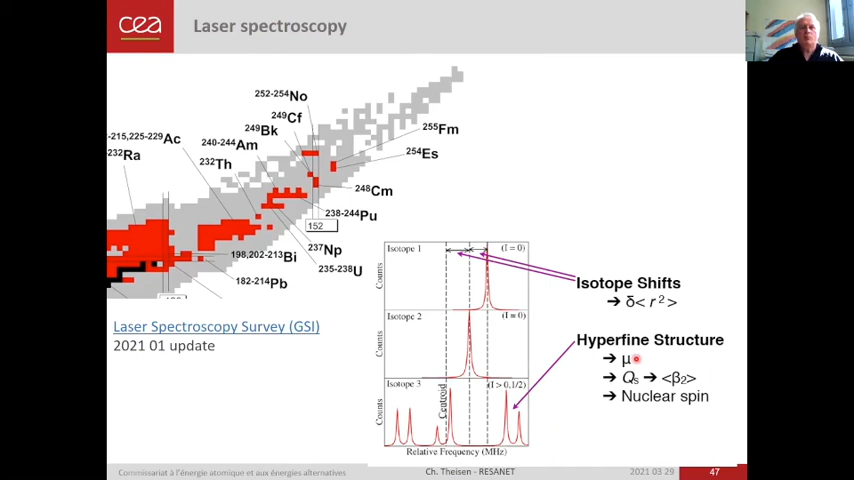 cea
Laser spectroscopy
252-254No
249Cf
249Bk
-215,225-229Ac
240-244Am
232Ra
232Th
255Fm
254Es
248Cm
238-244Pu
152
237Np
198,202-213Bi
235-238U
182-214Pb
Laser Spectroscopy Survey (GSI)
2021 01 update
Isotope 1 (I = 0)
Counts
Isotope 2 (I = 0)
Counts
Isotope 3 (I > 0,1/2)
Counts
Centroid
Relative Frequency (MHz)
Isotope Shifts
➔ δ< r² >
Hyperfine Structure
➔ μ
➔ Qs ➔ <β2>
➔ Nuclear spin
Commissariat à l'énergie atomique et aux énergies alternatives
Ch. Theisen - RESANET
2021 03 29
47